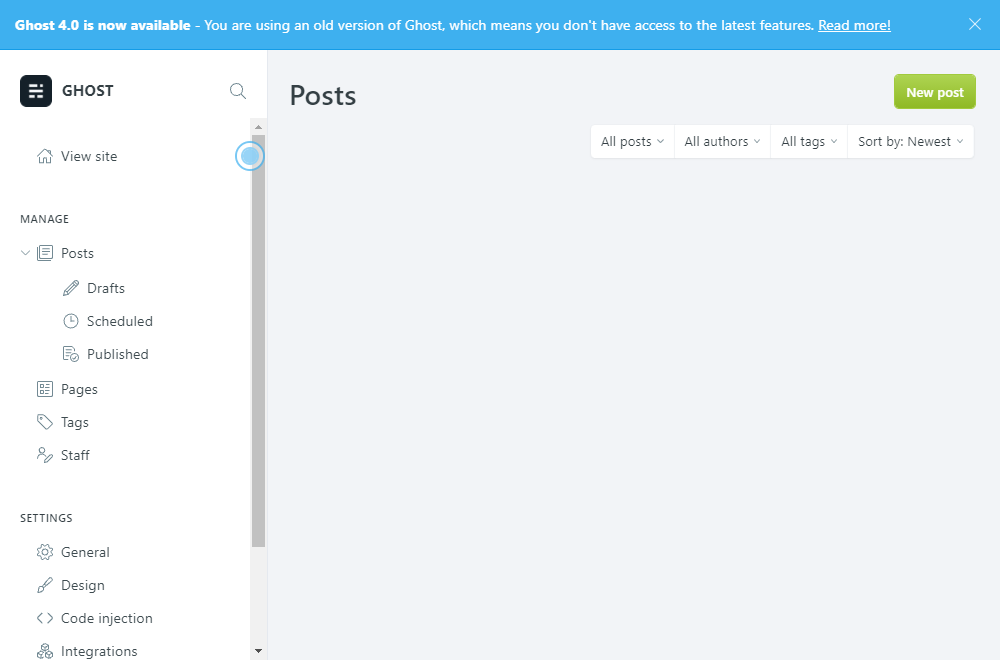 Ghost 4.0 is now available - You are using an old version of Ghost, which means you don't have access to the latest features. Read more!
GHOST
View site
MANAGE
Posts
Drafts
Scheduled
Published
Pages
Tags
Staff
SETTINGS
General
Design
Code injection
Integrations
Posts
New post
All posts
All authors
All tags
Sort by: Newest